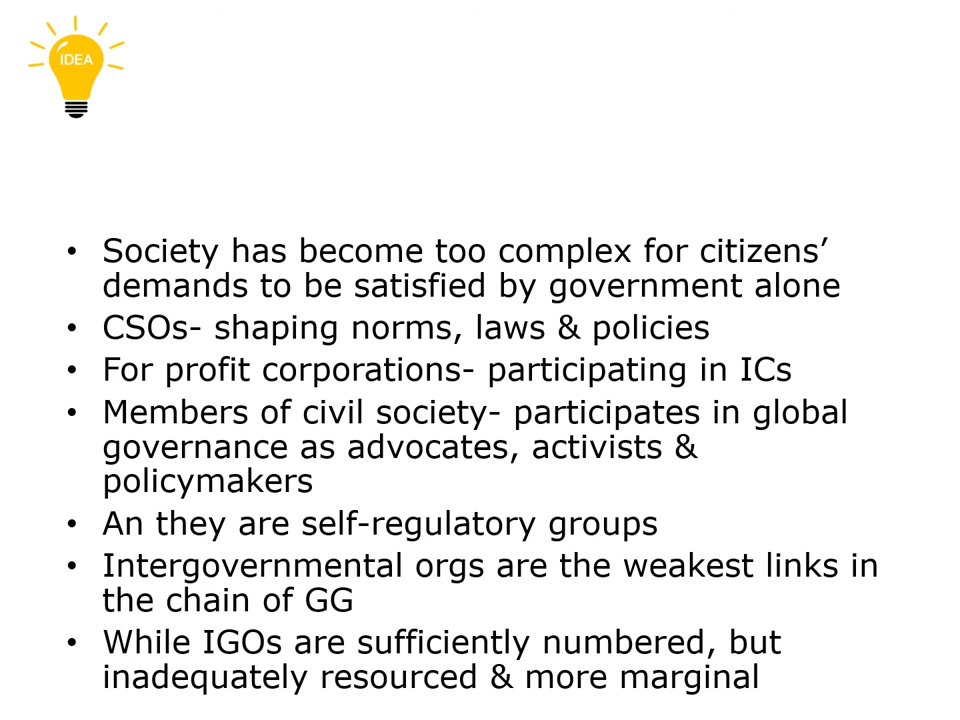 IDEA
• Society has become too complex for citizens’
demands to be satisfied by government alone
• CSOs- shaping norms, laws & policies
• For profit corporations- participating in ICs
• Members of civil society- participates in global
governance as advocates, activists &
policymakers
• An they are self-regulatory groups
• Intergovernmental orgs are the weakest links in
the chain of GG
• While IGOs are sufficiently numbered, but
inadequately resourced & more marginal